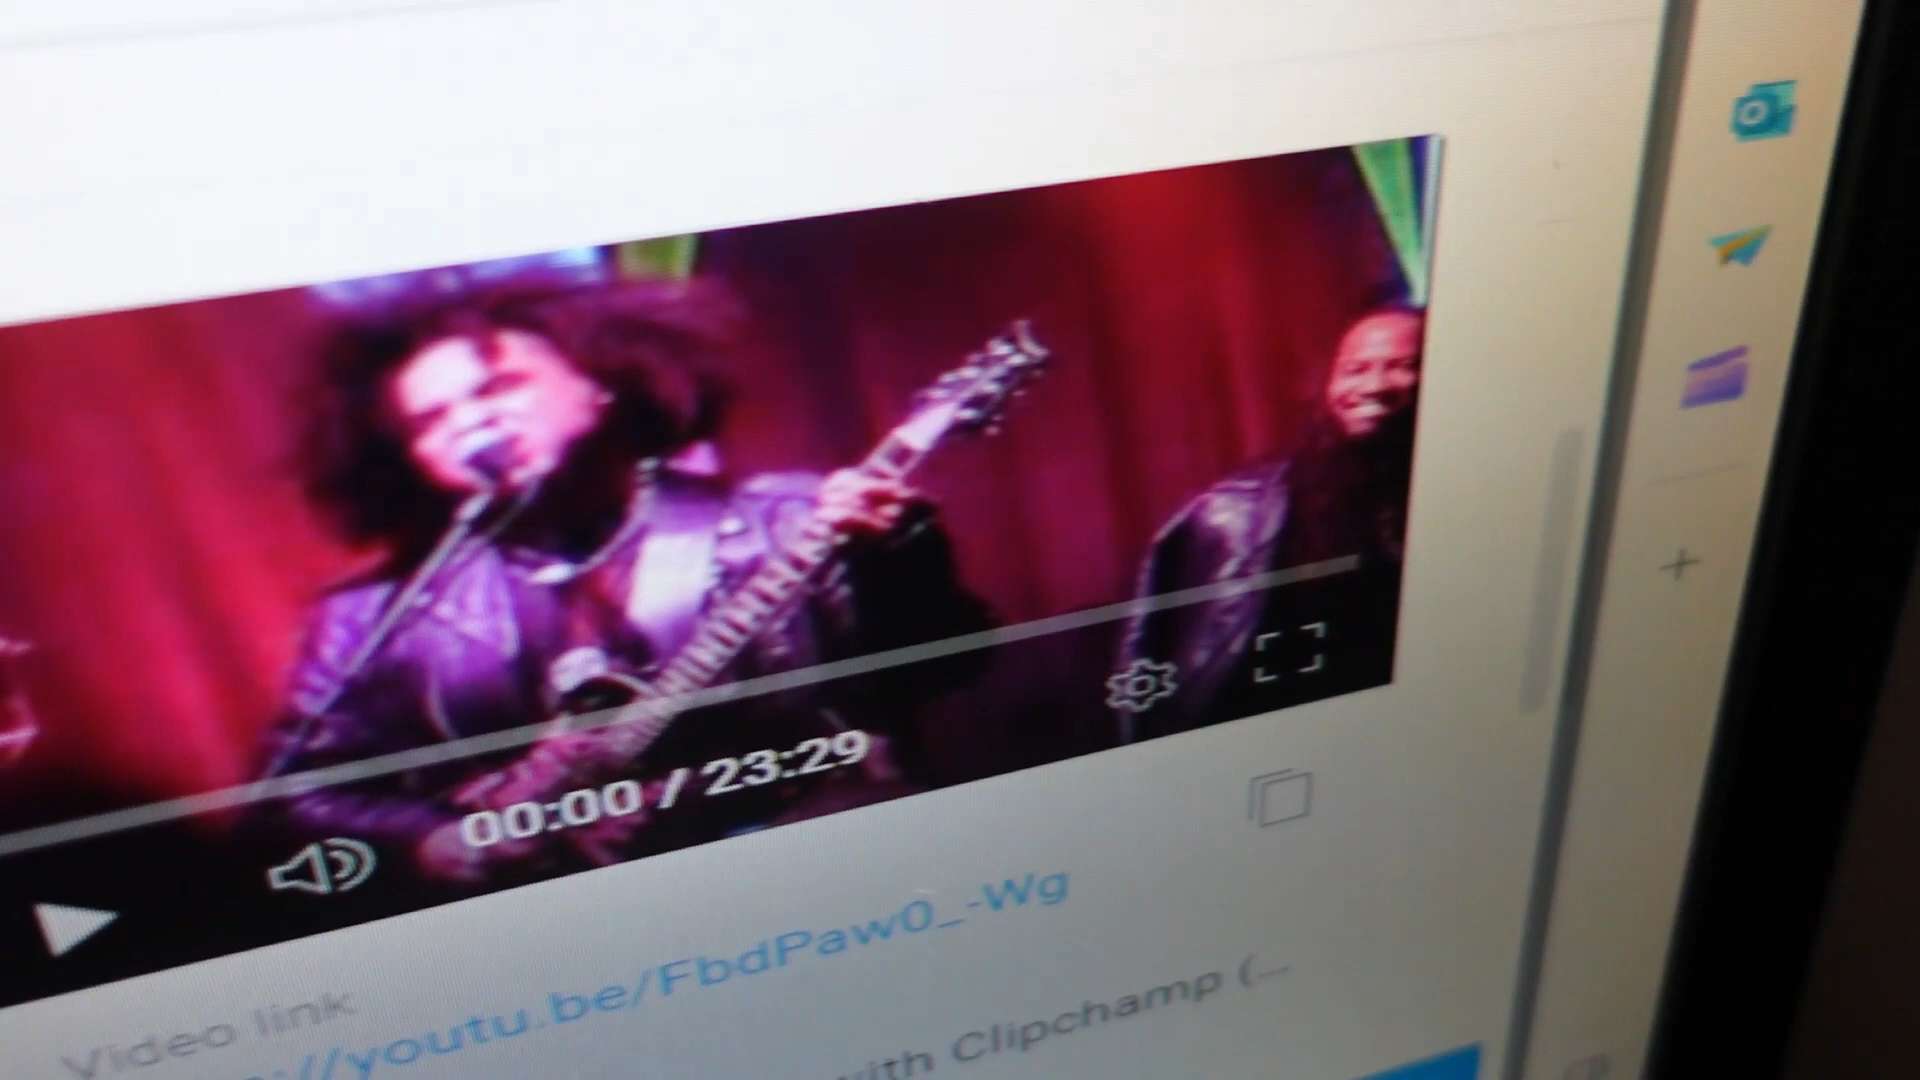 00:00 / 23:29
Video link
://youtu.be/FbdPaw0_-Wg
with Clipchamp (...